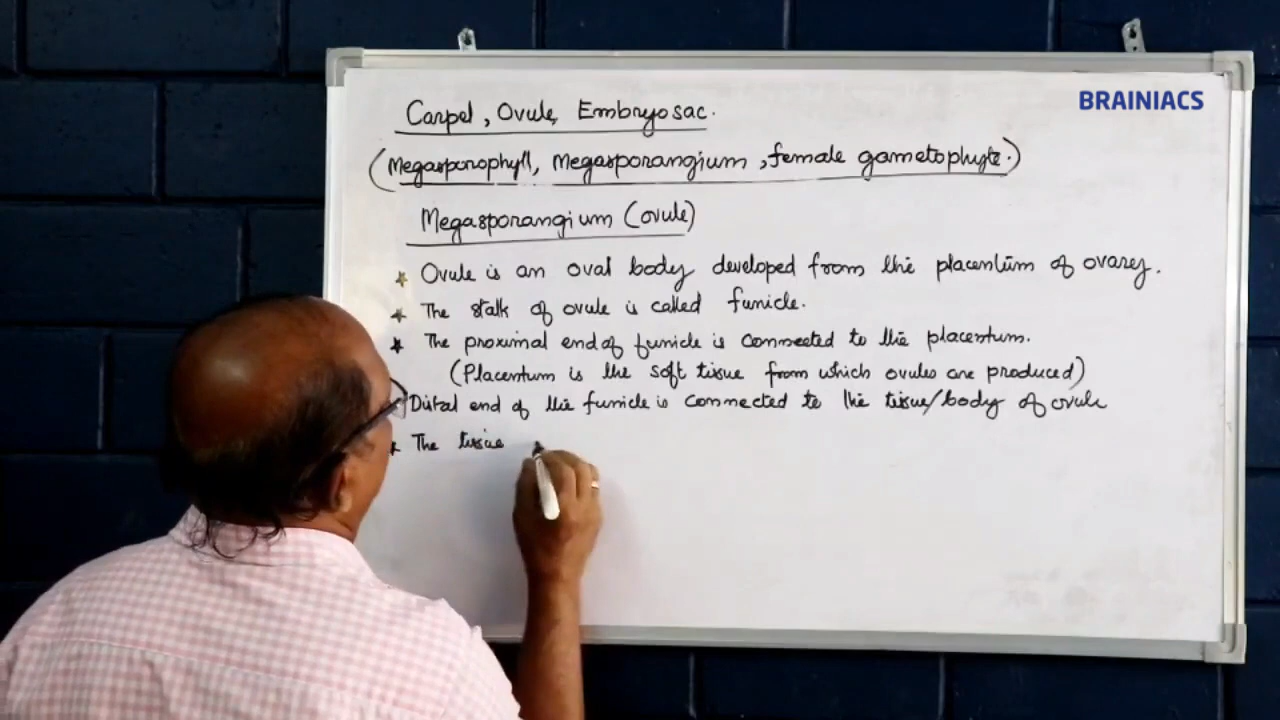 BRAINIACS
Carpel, Ovule, Embryosac.
(Megasporophyll, Megasporangium, female gametophyte.)
Megasporangium (ovule)
* Ovule is an oval body developed from the placentum of ovary.
* The stalk of ovule is called funicle.
* The proximal end of funicle is connected to the placentum.
(Placentum is the soft tissue from which ovules are produced)
Distal end of the funicle is connected to the tissue/body of ovule
* The tissue